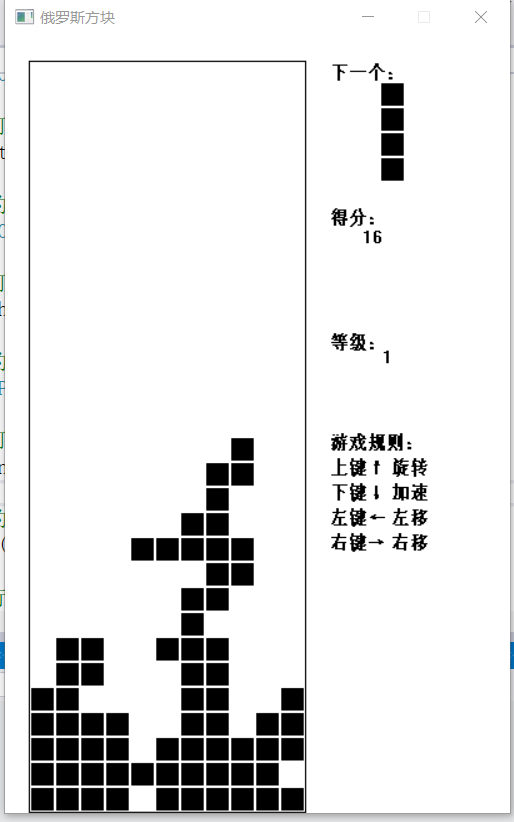 俄罗斯方块
下一个：
得分：
16
等级：
1
游戏规则：
上键↑ 旋转
下键↓ 加速
左键← 左移
右键→ 右移